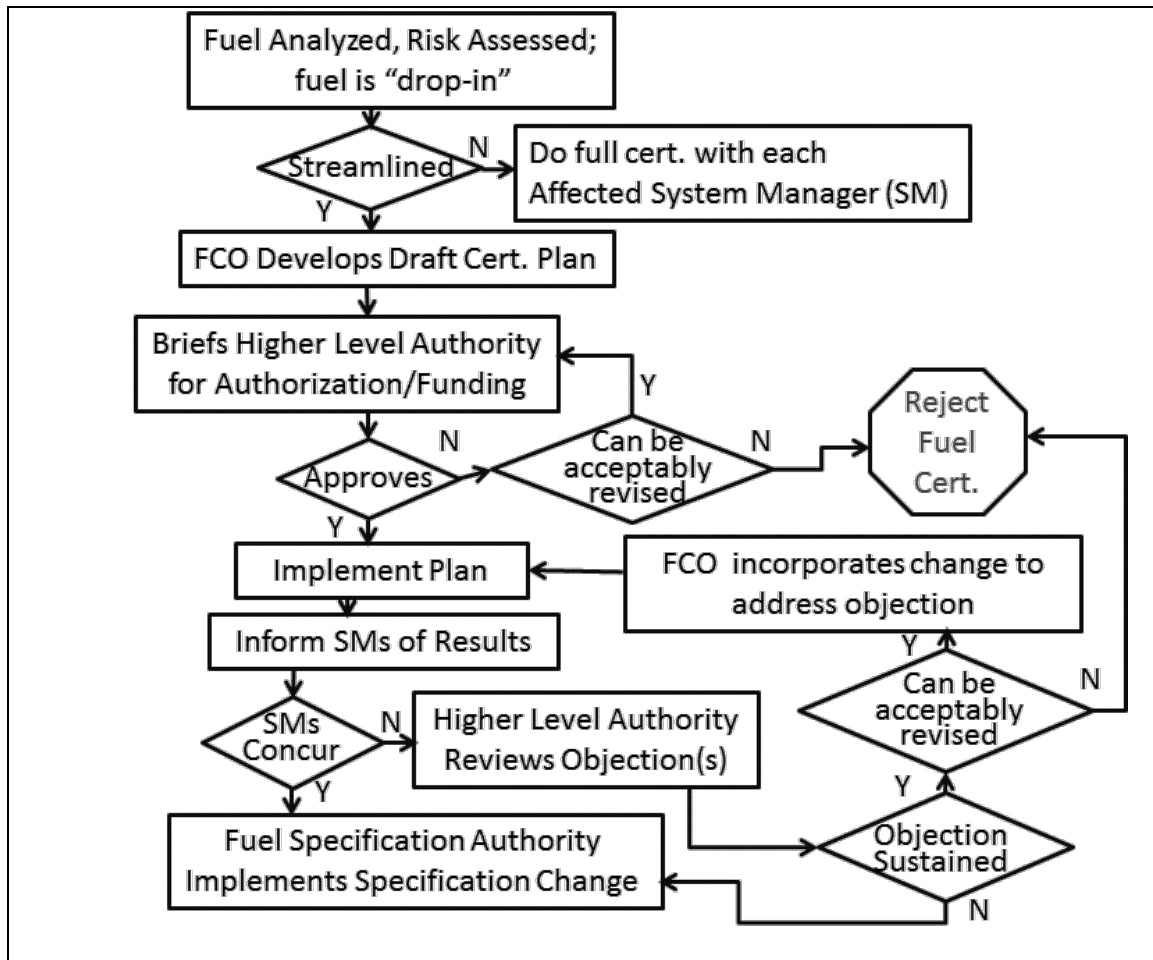 Fuel Analyzed, Risk Assessed;
fuel is “drop-in”
Streamlined
N
Do full cert. with each
Affected System Manager (SM)
Y
FCO Develops Draft Cert. Plan
Briefs Higher Level Authority
for Authorization/Funding
Y
Reject
Fuel
Cert.
N
Can be
acceptably
revised
N
Approves
Y
Implement Plan
FCO incorporates change to
address objection
Inform SMs of Results
Y
Can be
acceptably
revised
N
SMs
Concur
N
Higher Level Authority
Reviews Objection(s)
Y
Y
Objection
Sustained
N
Fuel Specification Authority
Implements Specification Change